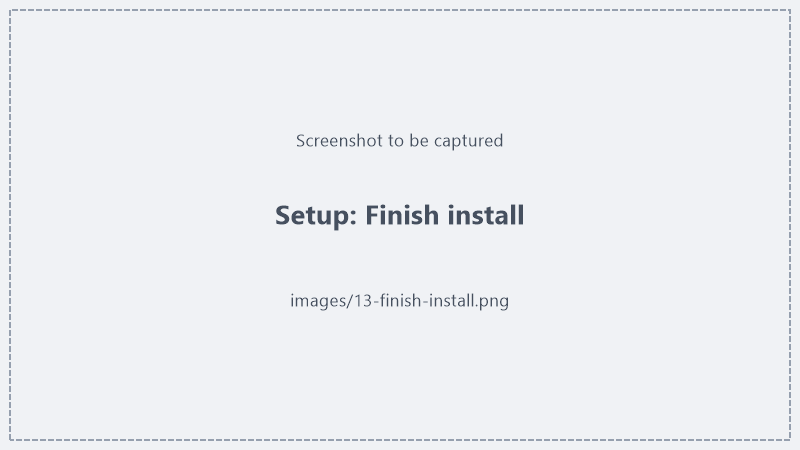 Screenshot to be captured
Setup: Finish install
images/13-finish-install.png